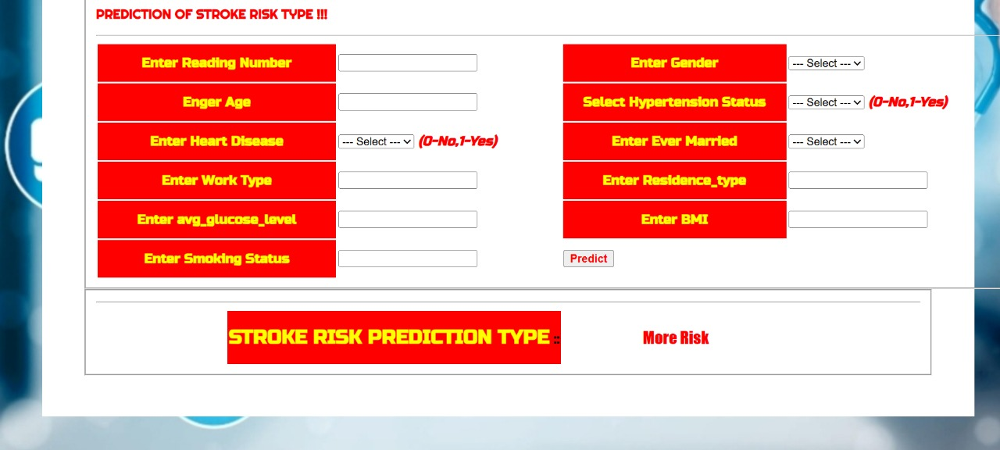 PREDICTION OF STROKE RISK TYPE !!!
Enter Reading Number Enter Gender --- Select ---
Enger Age Select Hypertension Status --- Select --- (0-No,1-Yes)
Enter Heart Disease --- Select --- (0-No,1-Yes) Enter Ever Married --- Select ---
Enter Work Type Enter Residence_type
Enter avg_glucose_level Enter BMI
Enter Smoking Status Predict
STROKE RISK PREDICTION TYPE :: More Risk